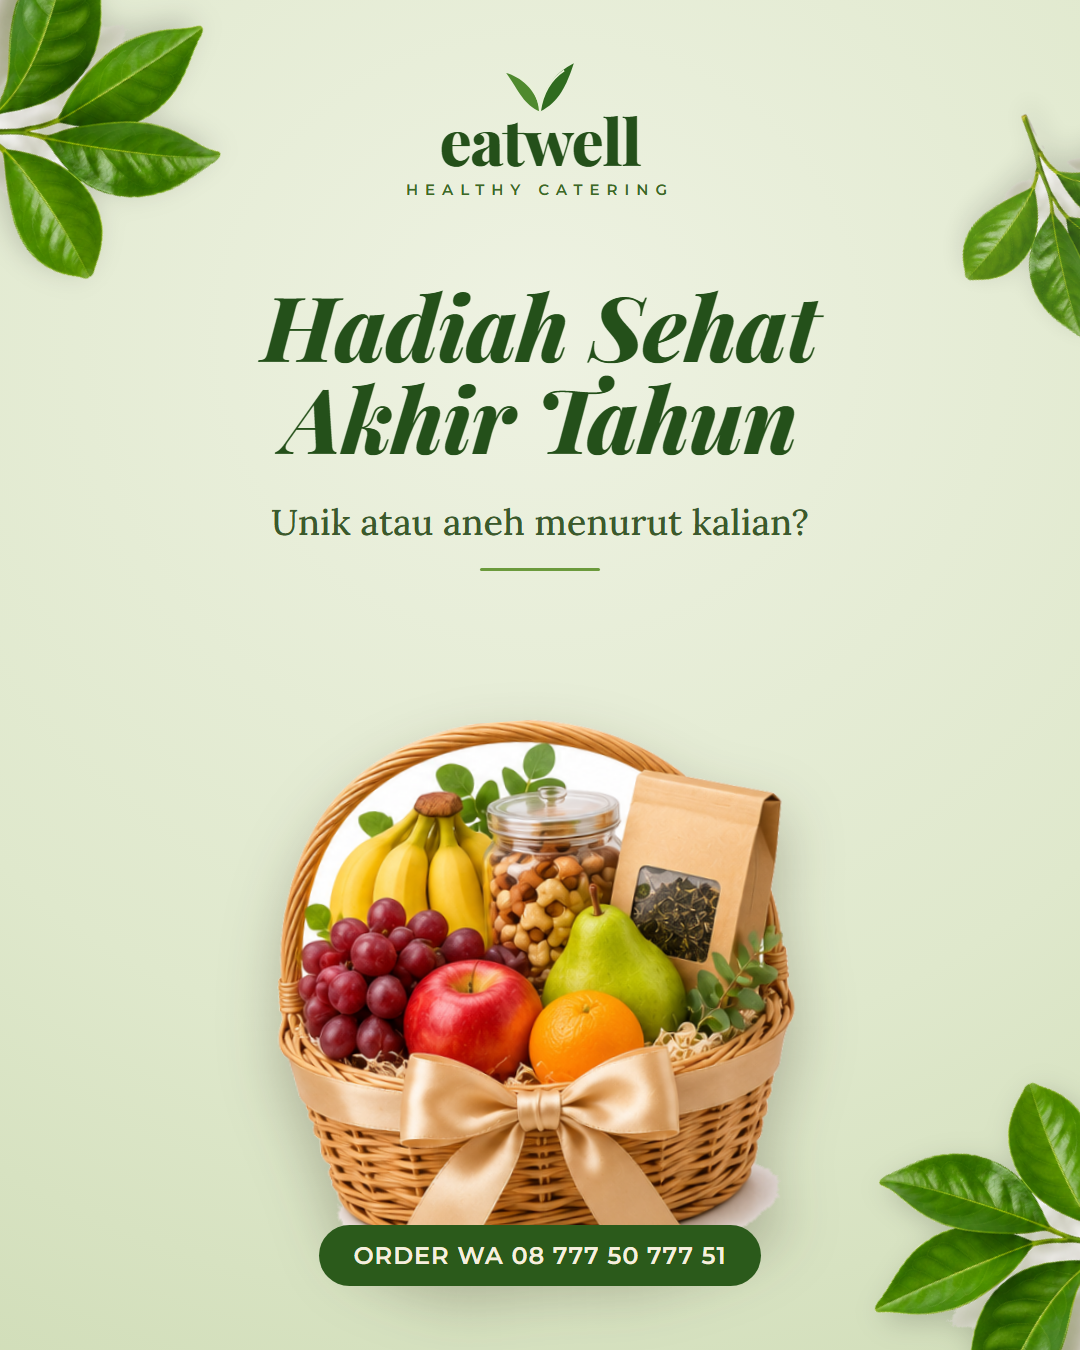 eatwell
HEALTHY CATERING
Hadiah Sehat
Akhir Tahun
Unik atau aneh menurut kalian?
ORDER WA 08 777 50 777 51